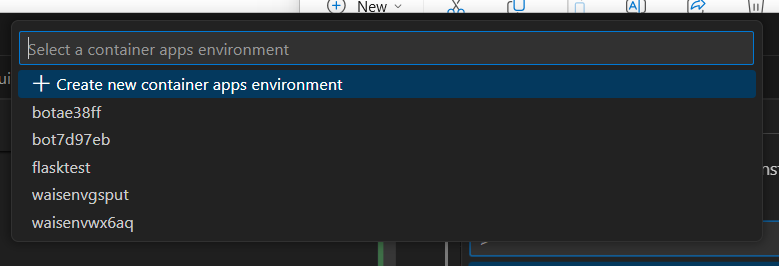 New
Select a container apps environment
+ Create new container apps environment
botae38ff
bot7d97eb
flasktest
waisenvgsput
waisenvwx6aq